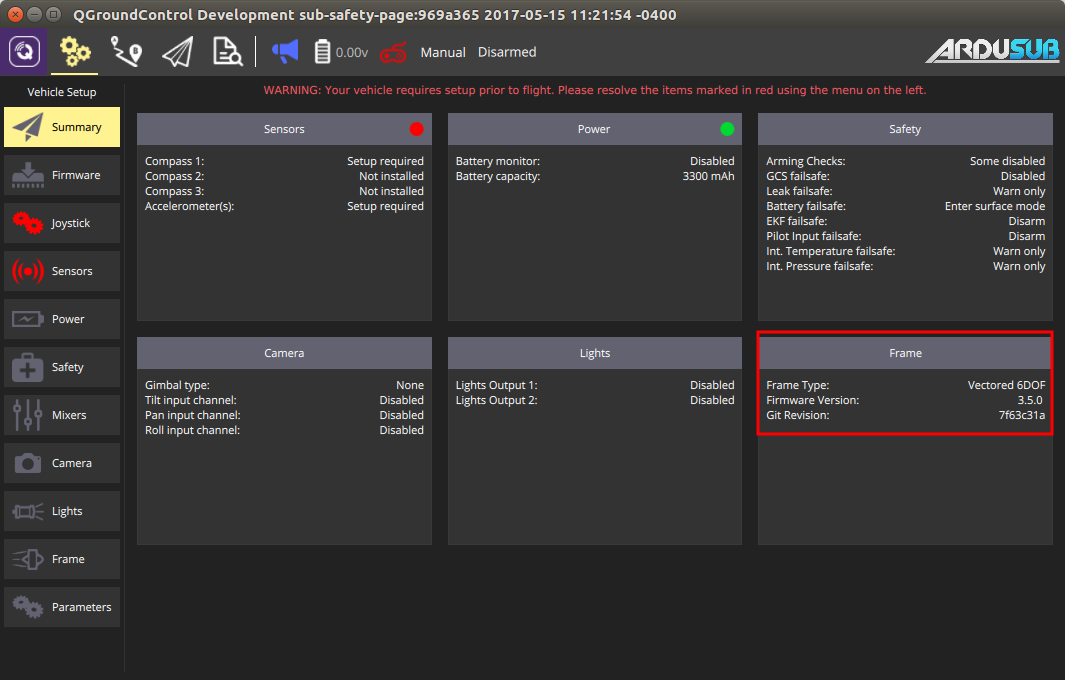 QGroundControl Development sub-safety-page:969a365 2017-05-15 11:21:54 -0400
0.00v Manual Disarmed ARDUSUB
Vehicle Setup
Summary
Firmware
Joystick
Sensors
Power
Safety
Mixers
Camera
Lights
Frame
Parameters
WARNING: Your vehicle requires setup prior to flight. Please resolve the items marked in red using the menu on the left.
Sensors
Compass 1: Setup required
Compass 2: Not installed
Compass 3: Not installed
Accelerometer(s): Setup required
Power
Battery monitor: Disabled
Battery capacity: 3300 mAh
Safety
Arming Checks: Some disabled
GCS failsafe: Disabled
Leak failsafe: Warn only
Battery failsafe: Enter surface mode
EKF failsafe: Disarm
Pilot Input failsafe: Disarm
Int. Temperature failsafe: Warn only
Int. Pressure failsafe: Warn only
Camera
Gimbal type: None
Tilt input channel: Disabled
Pan input channel: Disabled
Roll input channel: Disabled
Lights
Lights Output 1: Disabled
Lights Output 2: Disabled
Frame
Frame Type: Vectored 6DOF
Firmware Version: 3.5.0
Git Revision: 7f63c31a